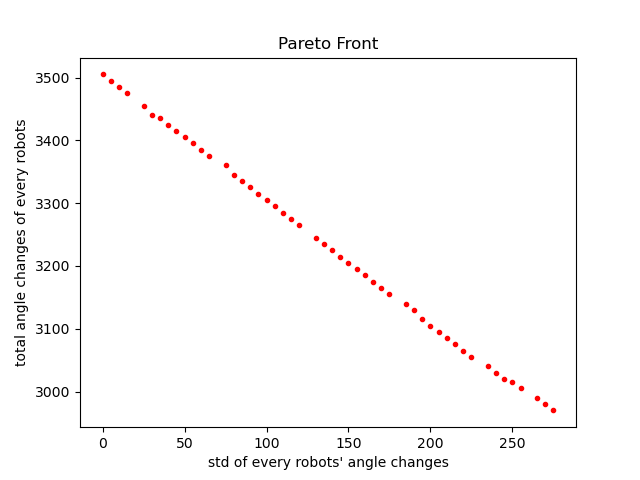 Pareto Front
3500
3400
3300
3200
3100
3000
total angle changes of every robots
0 50 100 150 200 250
std of every robots' angle changes